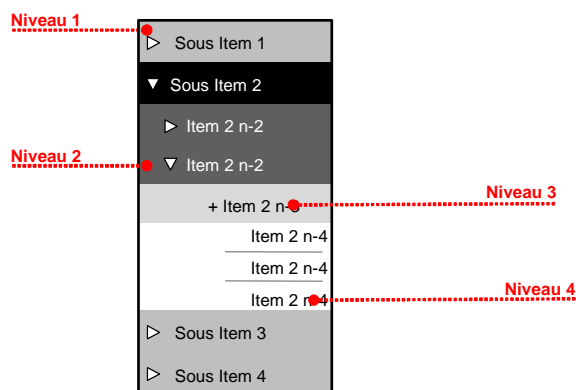 Niveau 1
Sous Item 1
Sous Item 2
Item 2 n-2
Niveau 2
Item 2 n-2
Niveau 3
+ Item 2 n-3
Item 2 n-4
Item 2 n-4
Niveau 4
Item 2 n-4
Sous Item 3
Sous Item 4